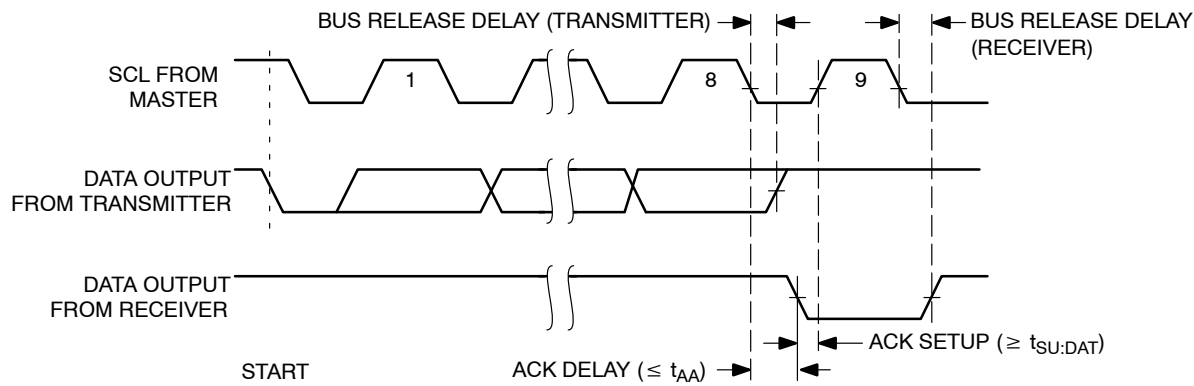 BUS RELEASE DELAY (TRANSMITTER)
BUS RELEASE DELAY
(RECEIVER)
SCL FROM
MASTER
1
8
9
DATA OUTPUT
FROM TRANSMITTER
DATA OUTPUT
FROM RECEIVER
START
ACK DELAY (≤ tAA)
ACK SETUP (≥ tSU:DAT)